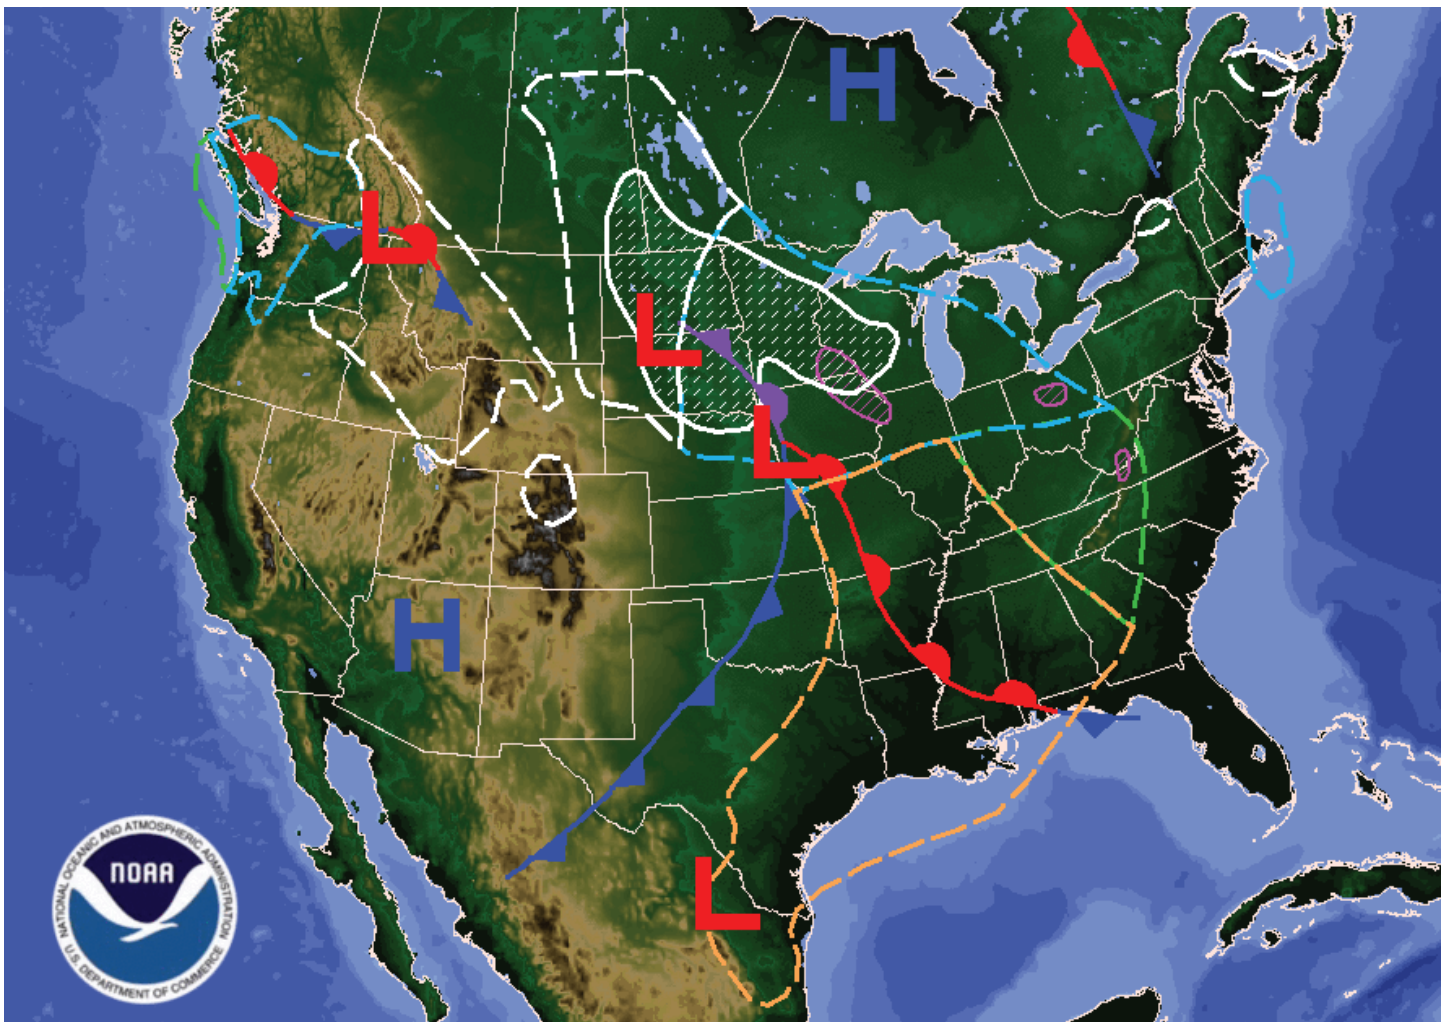 H
L
L
L
H
L
NATIONAL OCEANIC AND ATMOSPHERIC ADMINISTRATION
NOAA
U.S. DEPARTMENT OF COMMERCE